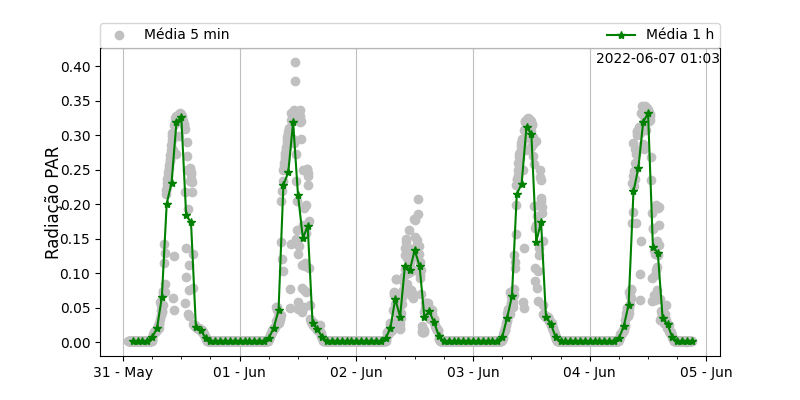 Média 5 min
Média 1 h
2022-06-07 01:03
Radiação PAR
0.40
0.35
0.30
0.25
0.20
0.15
0.10
0.05
0.00
31 - May
01 - Jun
02 - Jun
03 - Jun
04 - Jun
05 - Jun